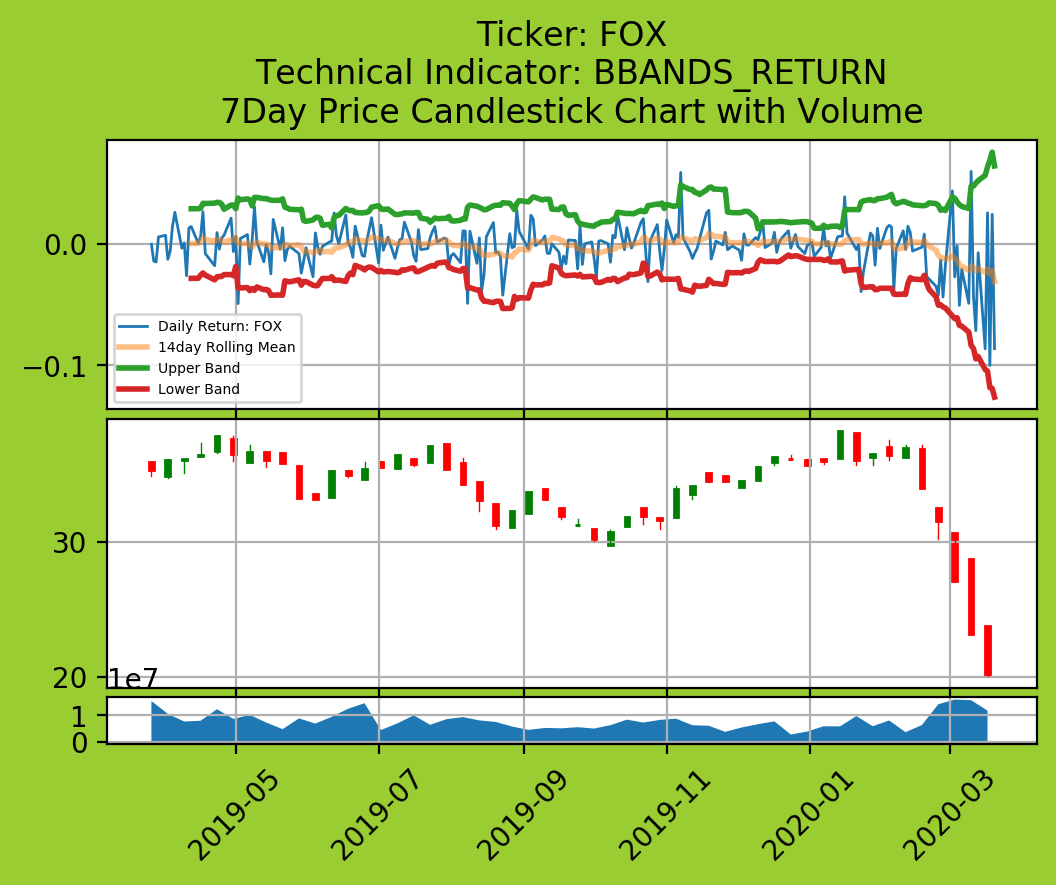 Ticker: FOX
Technical Indicator: BBANDS_RETURN
7Day Price Candlestick Chart with Volume
0.0
−0.1
Daily Return: FOX
14day Rolling Mean
Upper Band
Lower Band
30
20
1e7
1
0
2019-05
2019-07
2019-09
2019-11
2020-01
2020-03